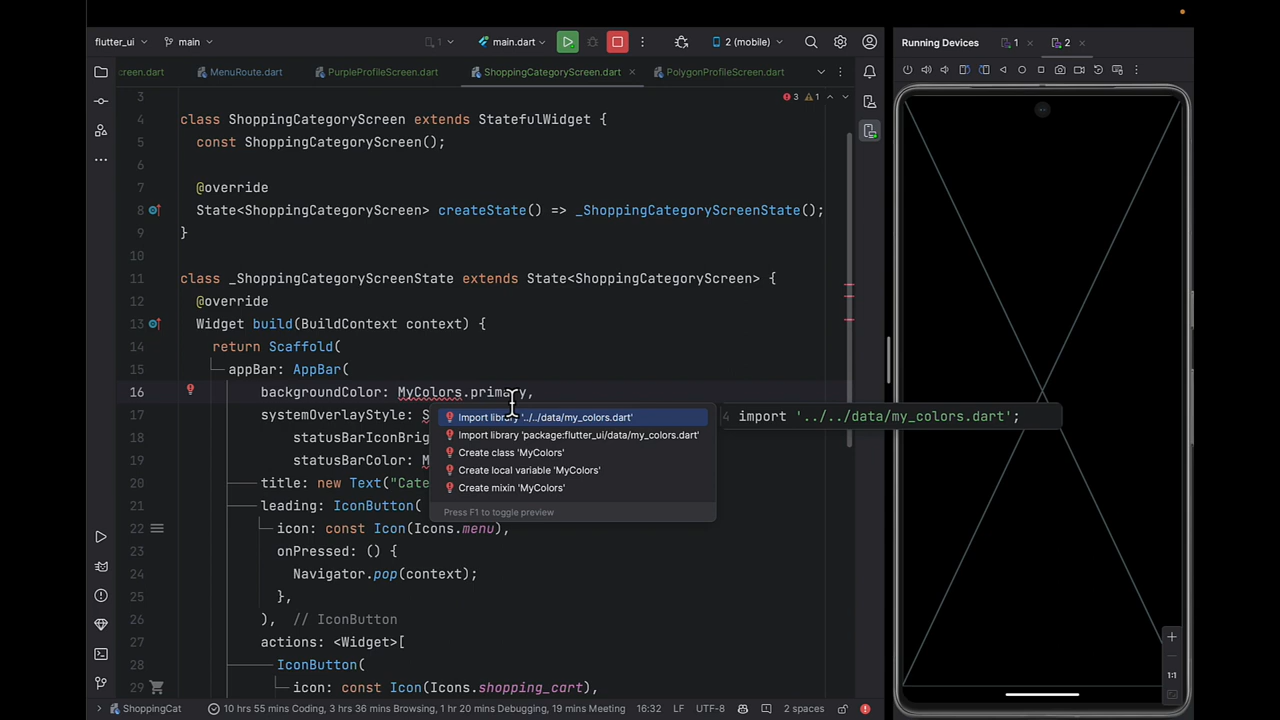 flutter_ui
main
1
main.dart
2 (mobile)
Running Devices
1
2
creen.dart
MenuRoute.dart
PurpleProfileScreen.dart
ShoppingCategoryScreen.dart
PolygonProfileScreen.dart
3
1
3
4 class ShoppingCategoryScreen extends StatefulWidget {
5 const ShoppingCategoryScreen();
6
7 @override
8 State<ShoppingCategoryScreen> createState() => _ShoppingCategoryScreenState();
9 }
10
11 class _ShoppingCategoryScreenState extends State<ShoppingCategoryScreen> {
12 @override
13 Widget build(BuildContext context) {
14 return Scaffold(
15 appBar: AppBar(
16 backgroundColor: MyColors.primary,
17 systemOverlayStyle: S
18 statusBarIconBrig
19 statusBarColor: M
20 title: new Text("Cate
21 leading: IconButton(
22 icon: const Icon(Icons.menu),
23 onPressed: () {
24 Navigator.pop(context);
25 },
26 ), // IconButton
27 actions: <Widget>[
28 IconButton(
29 icon: const Icon(Icons.shopping_cart),
Import library '../../data/my_colors.dart'
Import library 'package:flutter_ui/data/my_colors.dart'
Create class 'MyColors'
Create local variable 'MyColors'
Create mixin 'MyColors'
Press F1 to toggle preview
4 import '../../data/my_colors.dart';
1:1
ShoppingCat
10 hrs 55 mins Coding, 3 hrs 36 mins Browsing, 1 hr 20 mins Debugging, 19 mins Meeting
16:32
LF
UTF-8
2 spaces